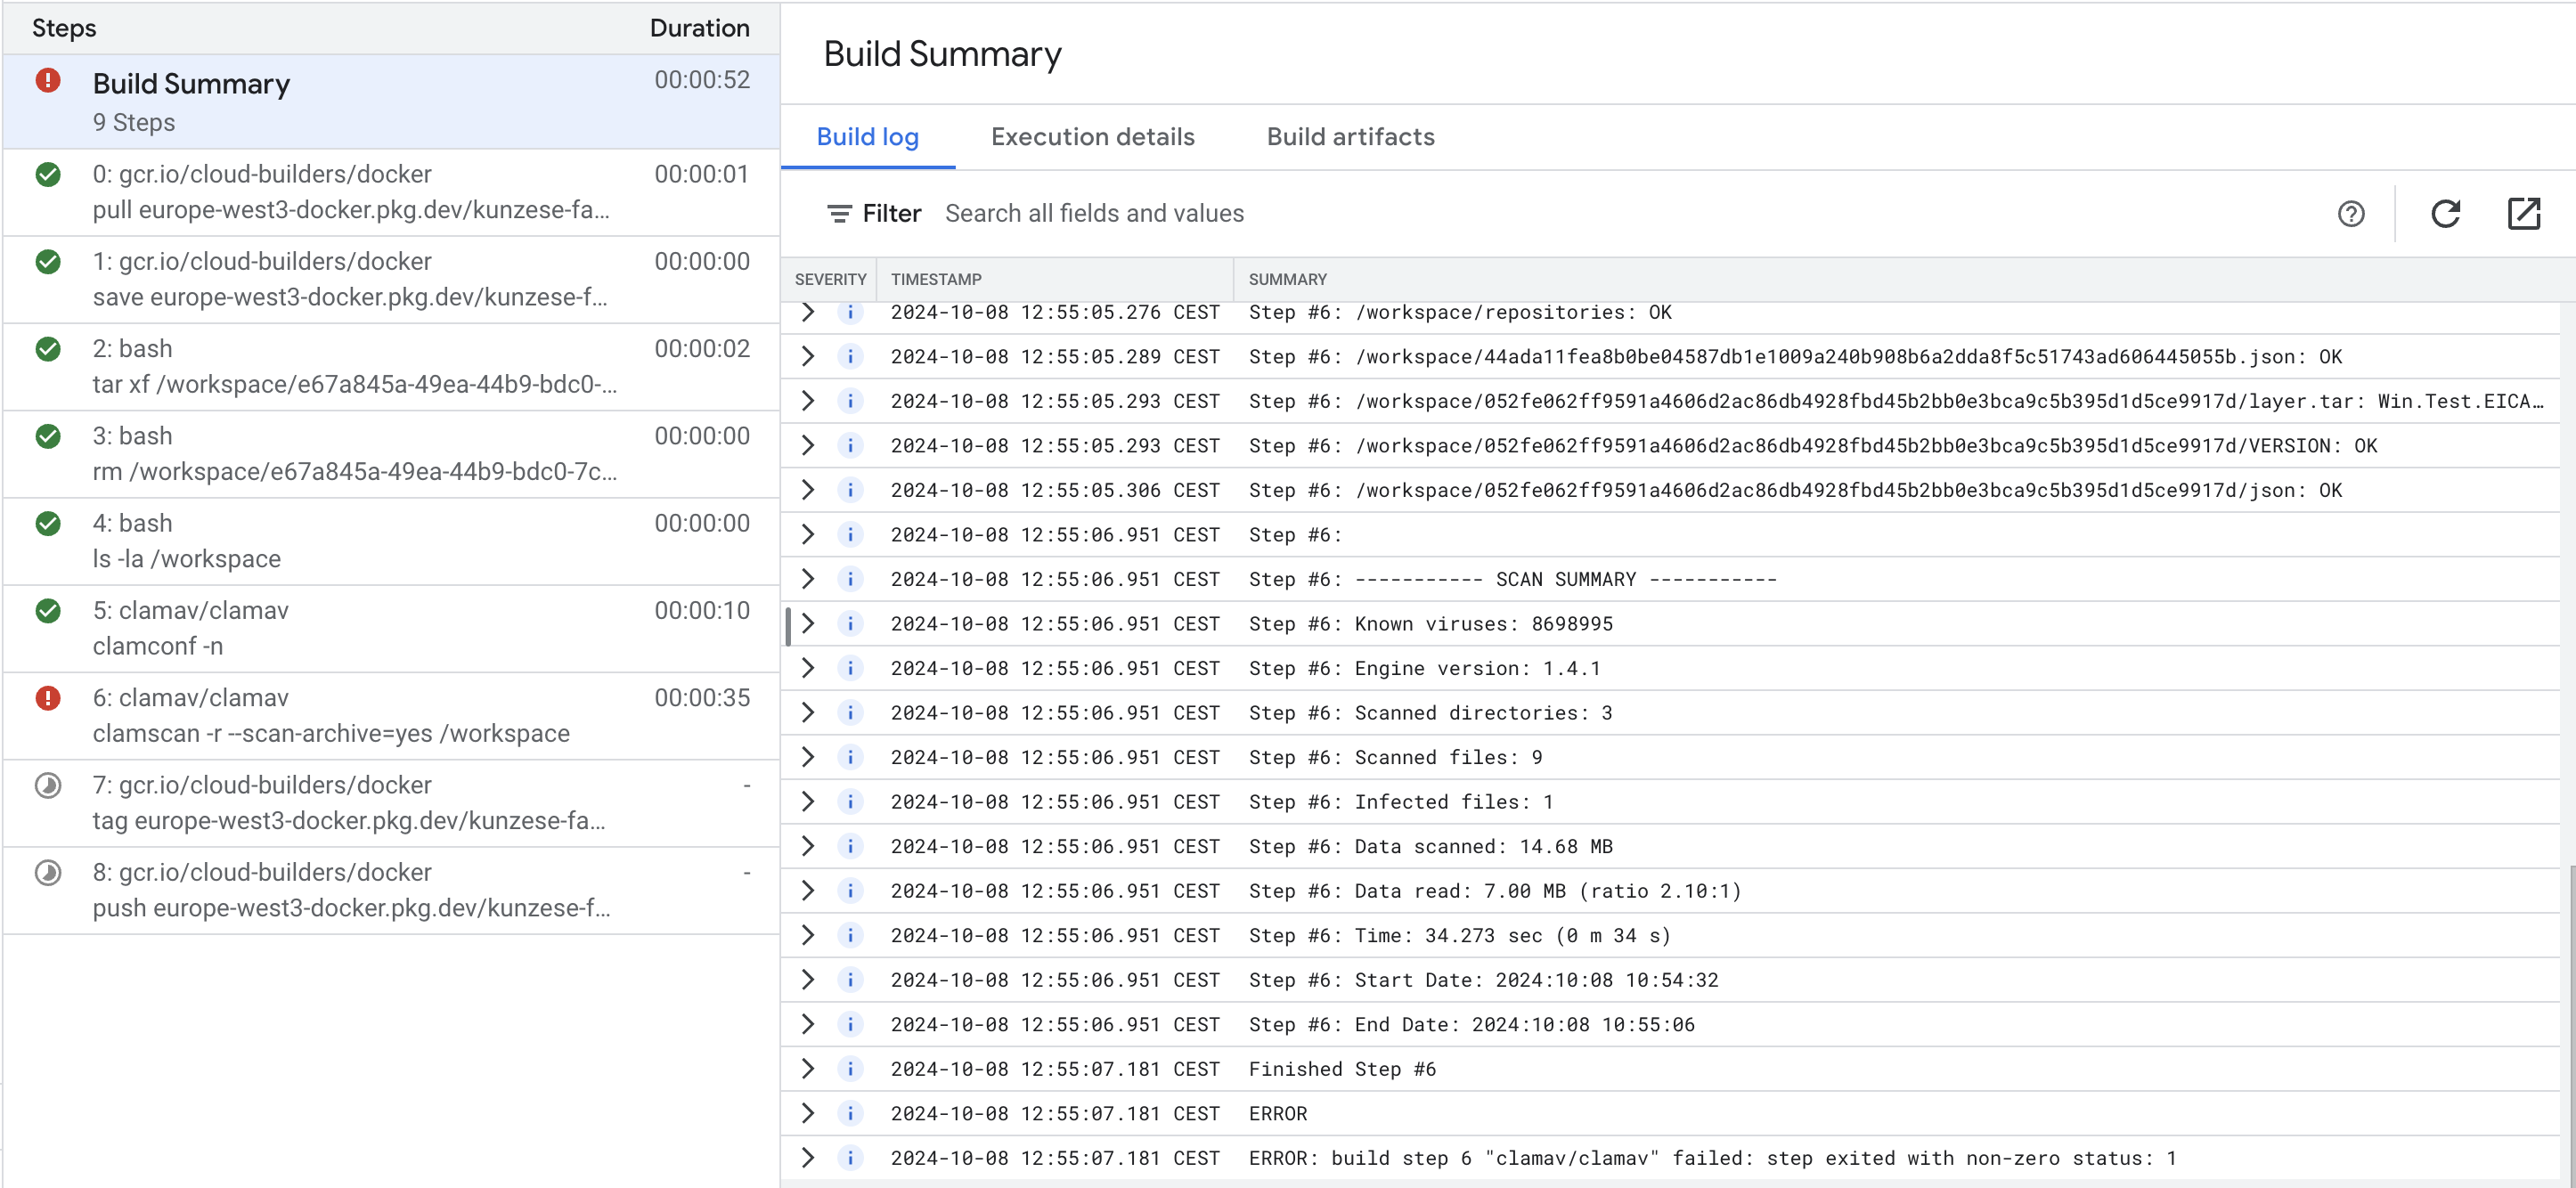 Steps Duration
Build Summary 00:00:52
9 Steps
0: gcr.io/cloud-builders/docker 00:00:01
pull europe-west3-docker.pkg.dev/kunzese-fa...
1: gcr.io/cloud-builders/docker 00:00:00
save europe-west3-docker.pkg.dev/kunzese-f...
2: bash 00:00:02
tar xf /workspace/e67a845a-49ea-44b9-bdc0-...
3: bash 00:00:00
rm /workspace/e67a845a-49ea-44b9-bdc0-7c...
4: bash 00:00:00
ls -la /workspace
5: clamav/clamav 00:00:10
clamconf -n
6: clamav/clamav 00:00:35
clamscan -r --scan-archive=yes /workspace
7: gcr.io/cloud-builders/docker -
tag europe-west3-docker.pkg.dev/kunzese-fa...
8: gcr.io/cloud-builders/docker -
push europe-west3-docker.pkg.dev/kunzese-f...
Build Summary
Build log Execution details Build artifacts
Filter Search all fields and values
SEVERITY TIMESTAMP SUMMARY
2024-10-08 12:55:05.276 CEST Step #6: /workspace/repositories: OK
2024-10-08 12:55:05.289 CEST Step #6: /workspace/44ada11fea8b0be04587db1e1009a240b908b6a2dda8f5c51743ad606445055b.json: OK
2024-10-08 12:55:05.293 CEST Step #6: /workspace/052fe062ff9591a4606d2ac86db4928fbd45b2bb0e3bca9c5b395d1d5ce9917d/layer.tar: Win.Test.EICA…
2024-10-08 12:55:05.293 CEST Step #6: /workspace/052fe062ff9591a4606d2ac86db4928fbd45b2bb0e3bca9c5b395d1d5ce9917d/VERSION: OK
2024-10-08 12:55:05.306 CEST Step #6: /workspace/052fe062ff9591a4606d2ac86db4928fbd45b2bb0e3bca9c5b395d1d5ce9917d/json: OK
2024-10-08 12:55:06.951 CEST Step #6:
2024-10-08 12:55:06.951 CEST Step #6: ----------- SCAN SUMMARY -----------
2024-10-08 12:55:06.951 CEST Step #6: Known viruses: 8698995
2024-10-08 12:55:06.951 CEST Step #6: Engine version: 1.4.1
2024-10-08 12:55:06.951 CEST Step #6: Scanned directories: 3
2024-10-08 12:55:06.951 CEST Step #6: Scanned files: 9
2024-10-08 12:55:06.951 CEST Step #6: Infected files: 1
2024-10-08 12:55:06.951 CEST Step #6: Data scanned: 14.68 MB
2024-10-08 12:55:06.951 CEST Step #6: Data read: 7.00 MB (ratio 2.10:1)
2024-10-08 12:55:06.951 CEST Step #6: Time: 34.273 sec (0 m 34 s)
2024-10-08 12:55:06.951 CEST Step #6: Start Date: 2024:10:08 10:54:32
2024-10-08 12:55:06.951 CEST Step #6: End Date: 2024:10:08 10:55:06
2024-10-08 12:55:07.181 CEST Finished Step #6
2024-10-08 12:55:07.181 CEST ERROR
2024-10-08 12:55:07.181 CEST ERROR: build step 6 "clamav/clamav" failed: step exited with non-zero status: 1